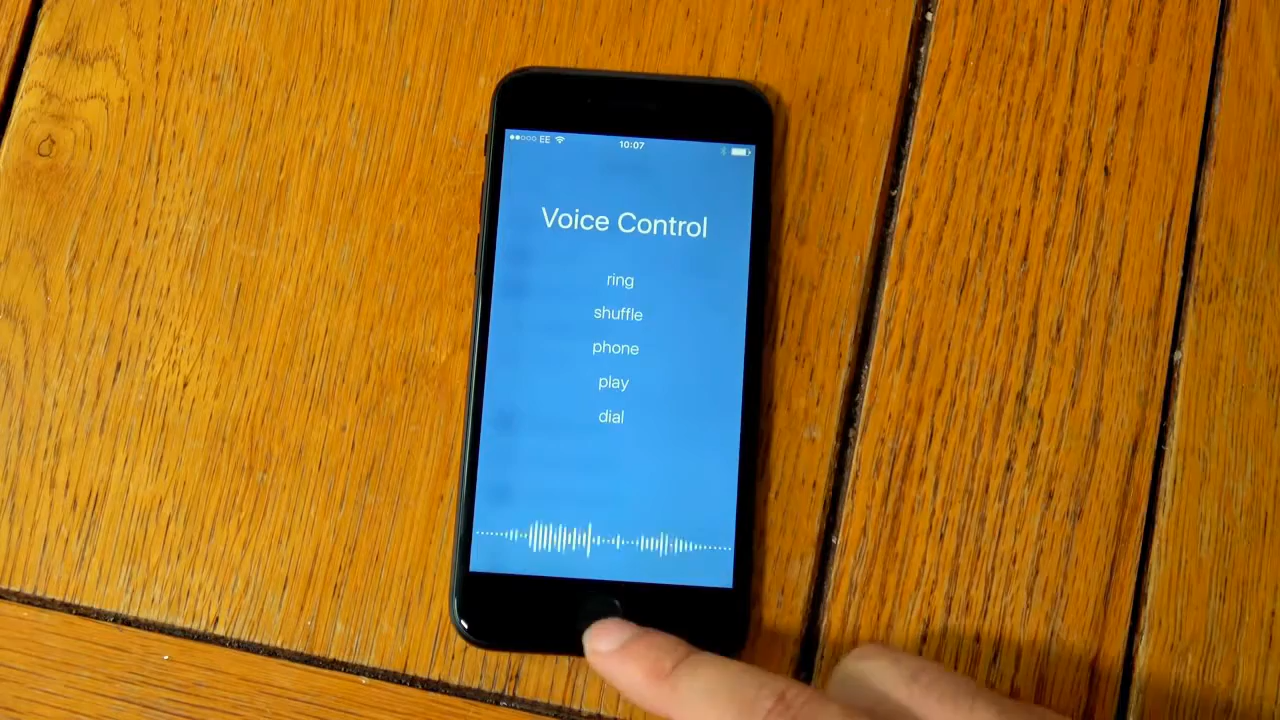 EE 10:07
Voice Control
ring
shuffle
phone
play
dial